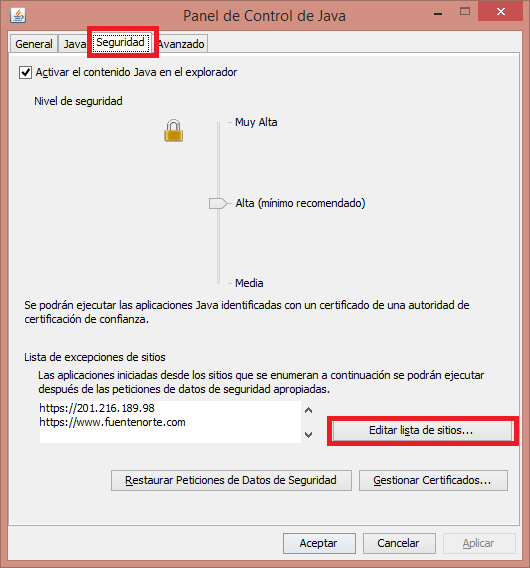 Panel de Control de Java
General Java Seguridad Avanzado
Activar el contenido Java en el explorador
Nivel de seguridad
Muy Alta
Alta (mínimo recomendado)
Media
Se podrán ejecutar las aplicaciones Java identificadas con un certificado de una autoridad de
certificación de confianza.
Lista de excepciones de sitios
Las aplicaciones iniciadas desde los sitios que se enumeran a continuación se podrán ejecutar
después de las peticiones de datos de seguridad apropiadas.
https://201.216.189.98
https://www.fuentenorte.com
Editar lista de sitios...
Restaurar Peticiones de Datos de Seguridad Gestionar Certificados...
Aceptar Cancelar Aplicar